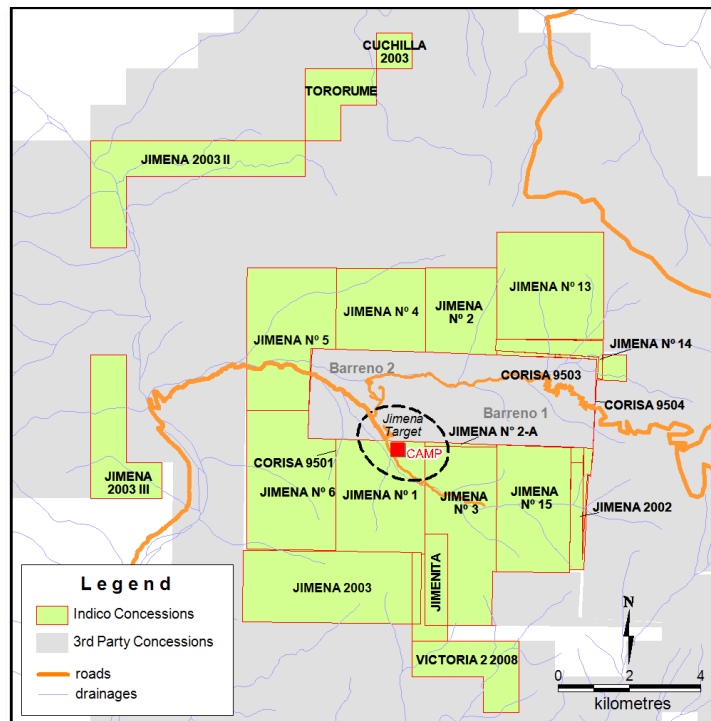 CUCHILLA
2003
TORORUME
JIMENA 2003 II
JIMENA Nº 13
JIMENA Nº 4
JIMENA
Nº 2
JIMENA Nº 5
JIMENA
Nº 14
Barreno 2
CORISA 9503
CORISA 9504
Barreno 1
Jimena
Target
JIMENA N° 2-A
CAMP
CORISA 9501
JIMENA
2003 III
JIMENA
Nº 6
JIMENA
Nº 1
JIMENA
Nº 3
JIMENA
Nº 15
JIMENA 2002
JIMENA 2003
JIMENITA
VICTORIA 2 2008
Legend
Indico Concessions
3rd Party Concessions
roads
drainages
N
0 2 4
kilometres